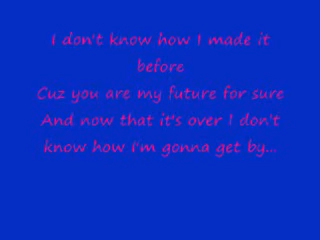 I don't know how I made it
before
Cuz you are my future for sure
And now that it's over I don't
know how I'm gonna get by...